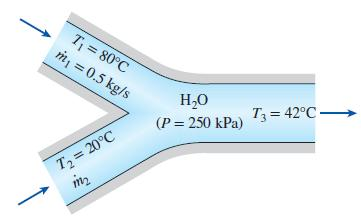 T₁ = 80°C
ṁ₁ = 0.5 kg/s
H₂O
(P = 250 kPa)
T₃ = 42°C
T₂ = 20°C
ṁ₂